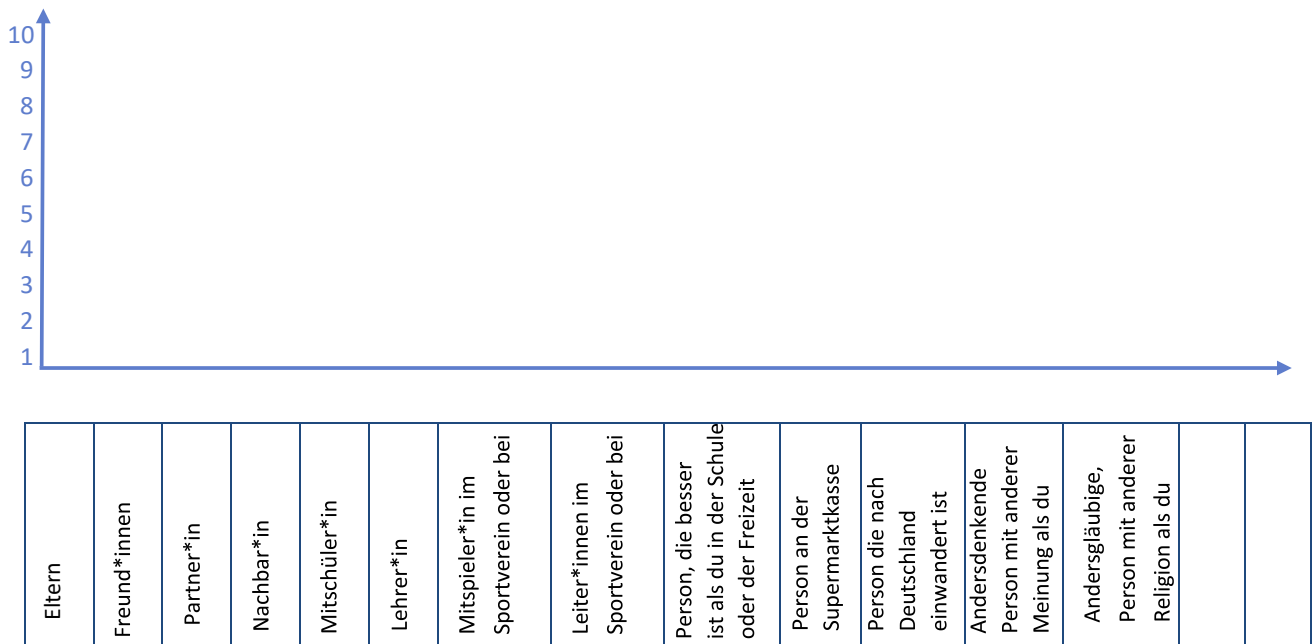 10
9
8
7
6
5
4
3
2
1
Eltern
Freund*innen
Partner*in
Nachbar*in
Mitschüler*in
Lehrer*in
Mitspieler*in im
Sportverein oder bei
Leiter*innen im
Sportverein oder bei
Person, die besser
ist als du in der Schule
oder der Freizeit
Person an der
Supermarktkasse
Person die nach
Deutschland
einwandert ist
Andersdenkende
Person mit anderer
Meinung als du
Andersgläubige,
Person mit anderer
Religion als du